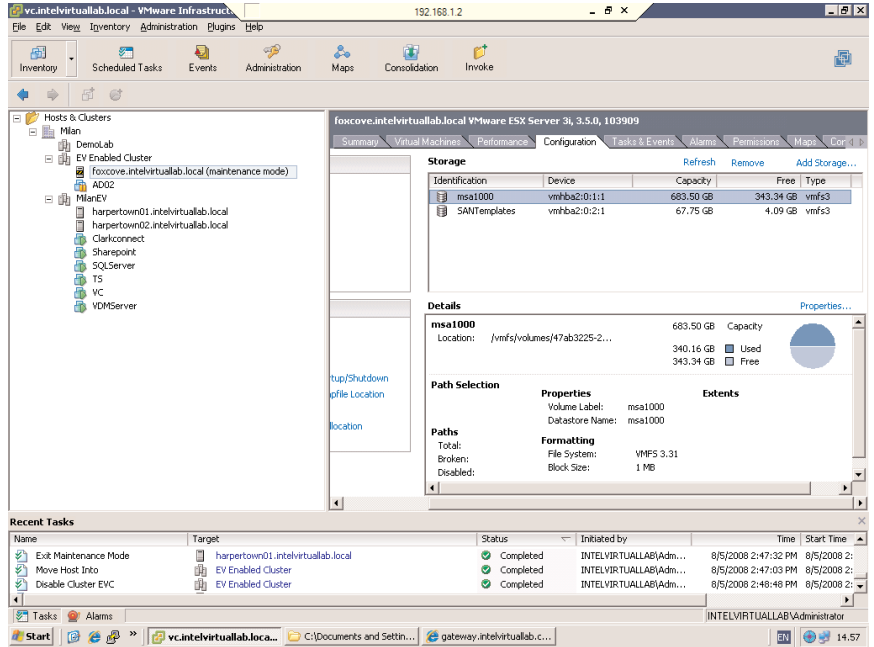 vc.intelvirtuallab.local - VMware Infrastruct
192.168.1.2
File Edit View Inventory Administration Plugins Help
Inventory Scheduled Tasks Events Administration Maps Consolidation Invoke
Hosts & Clusters
Milan
DemoLab
EV Enabled Cluster
foxcove.intelvirtuallab.local (maintenance mode)
AD02
MilanEV
harpertown01.intelvirtuallab.local
harpertown02.intelvirtuallab.local
Clarkconnect
Sharepoint
SQLServer
TS
VC
VDMServer
foxcove.intelvirtuallab.local VMware ESX Server 3i, 3.5.0, 103909
Summary Virtual Machines Performance Configuration Tasks & Events Alarms Permissions Maps Cor
Storage Refresh Remove Add Storage...
Identification Device Capacity Free Type
msa1000 vmhba2:0:1:1 683.50 GB 343.34 GB vmfs3
SANTemplates vmhba2:0:2:1 67.75 GB 4.09 GB vmfs3
Details Properties...
msa1000 683.50 GB Capacity
Location: /vmfs/volumes/47ab3225-2...
340.16 GB Used
343.34 GB Free
rtup/Shutdown
apfile Location
llocation
Path Selection
Properties Extents
Volume Label: msa1000
Datastore Name: msa1000
Paths
Total:
Broken:
Disabled:
Formatting
File System: VMFS 3.31
Block Size: 1 MB
Recent Tasks
Name Target Status Initiated by Time Start Time
Exit Maintenance Mode harpertown01.intelvirtuallab.local Completed INTELVIRTUALLAB\Adm... 8/5/2008 2:47:32 PM 8/5/2008 2:
Move Host Into EV Enabled Cluster Completed INTELVIRTUALLAB\Adm... 8/5/2008 2:47:03 PM 8/5/2008 2:
Disable Cluster EVC EV Enabled Cluster Completed INTELVIRTUALLAB\Adm... 8/5/2008 2:48:48 PM 8/5/2008 2:
Tasks Alarms INTELVIRTUALLAB\Administrator
Start vc.intelvirtuallab.loca... C:\Documents and Settin... gateway.intelvirtuallab.c... EN 14.57